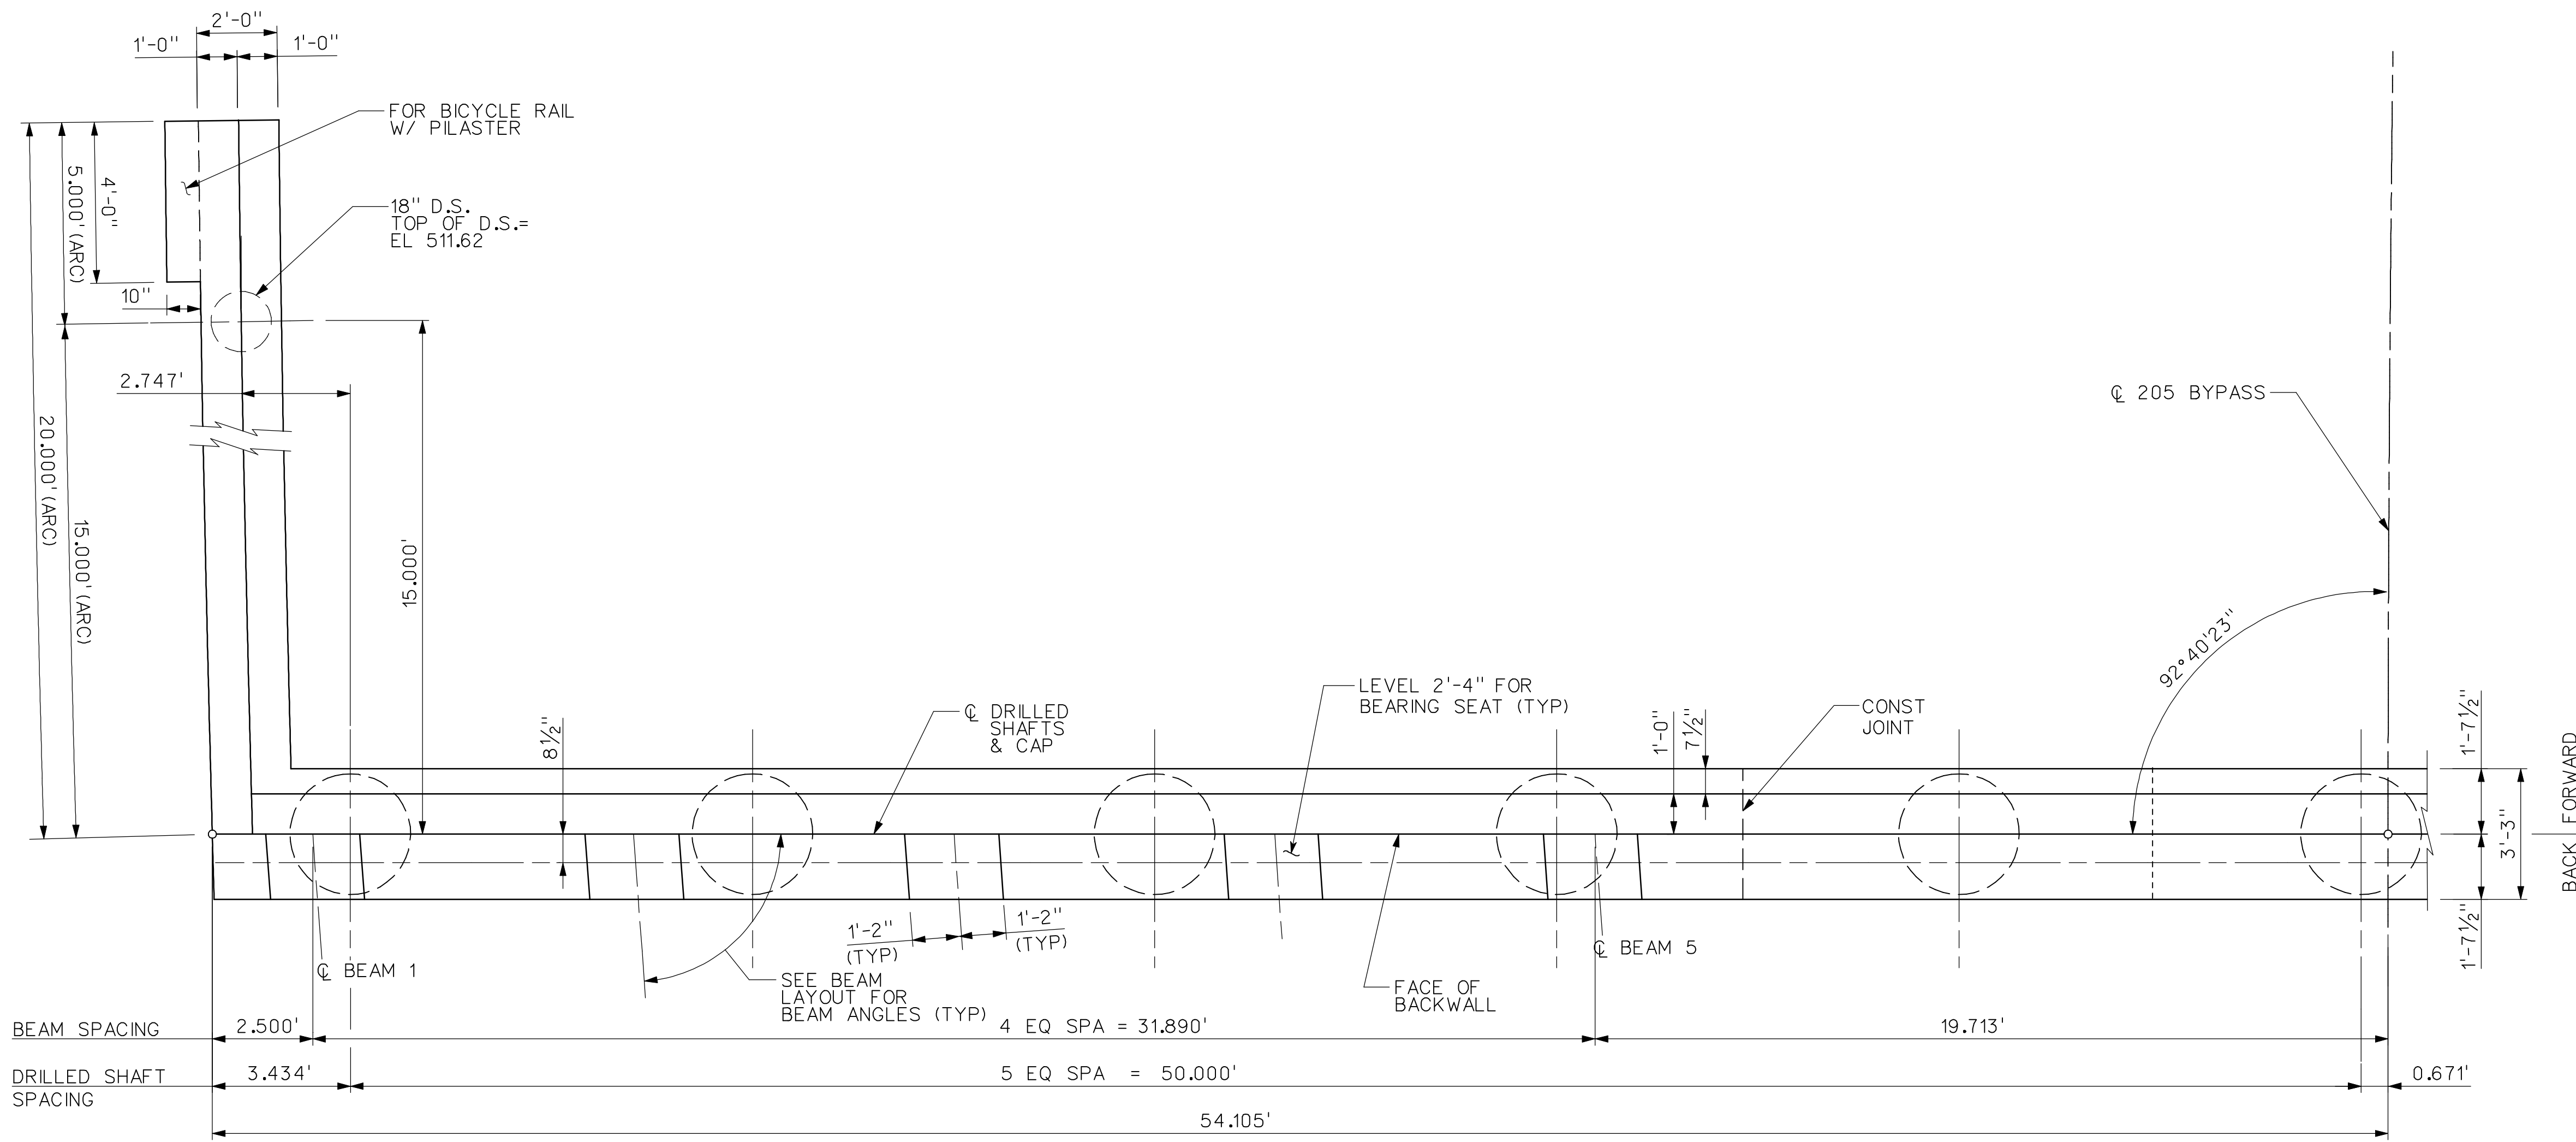 2'-0"
1'-0"
1'-0"
FOR BICYCLE RAIL
W/ PILASTER
5.000' (ARC)
4'-0"
18" D.S.
TOP OF D.S.=
EL 511.62
10"
2.747'
20.000' (ARC)
15.000' (ARC)
15.000'
℄ 205 BYPASS
92°40'23"
8½"
℄ DRILLED
SHAFTS
& CAP
LEVEL 2'-4" FOR
BEARING SEAT (TYP)
1'-0"
7½"
CONST
JOINT
1'-7½"
3'-3"
1'-7½"
BACK
FORWARD
1'-2"
(TYP)
1'-2"
(TYP)
℄ BEAM 1
℄ BEAM 5
SEE BEAM
LAYOUT FOR
BEAM ANGLES (TYP)
FACE OF
BACKWALL
BEAM SPACING
2.500'
4 EQ SPA = 31.890'
19.713'
DRILLED SHAFT
SPACING
3.434'
5 EQ SPA = 50.000'
0.671'
54.105'